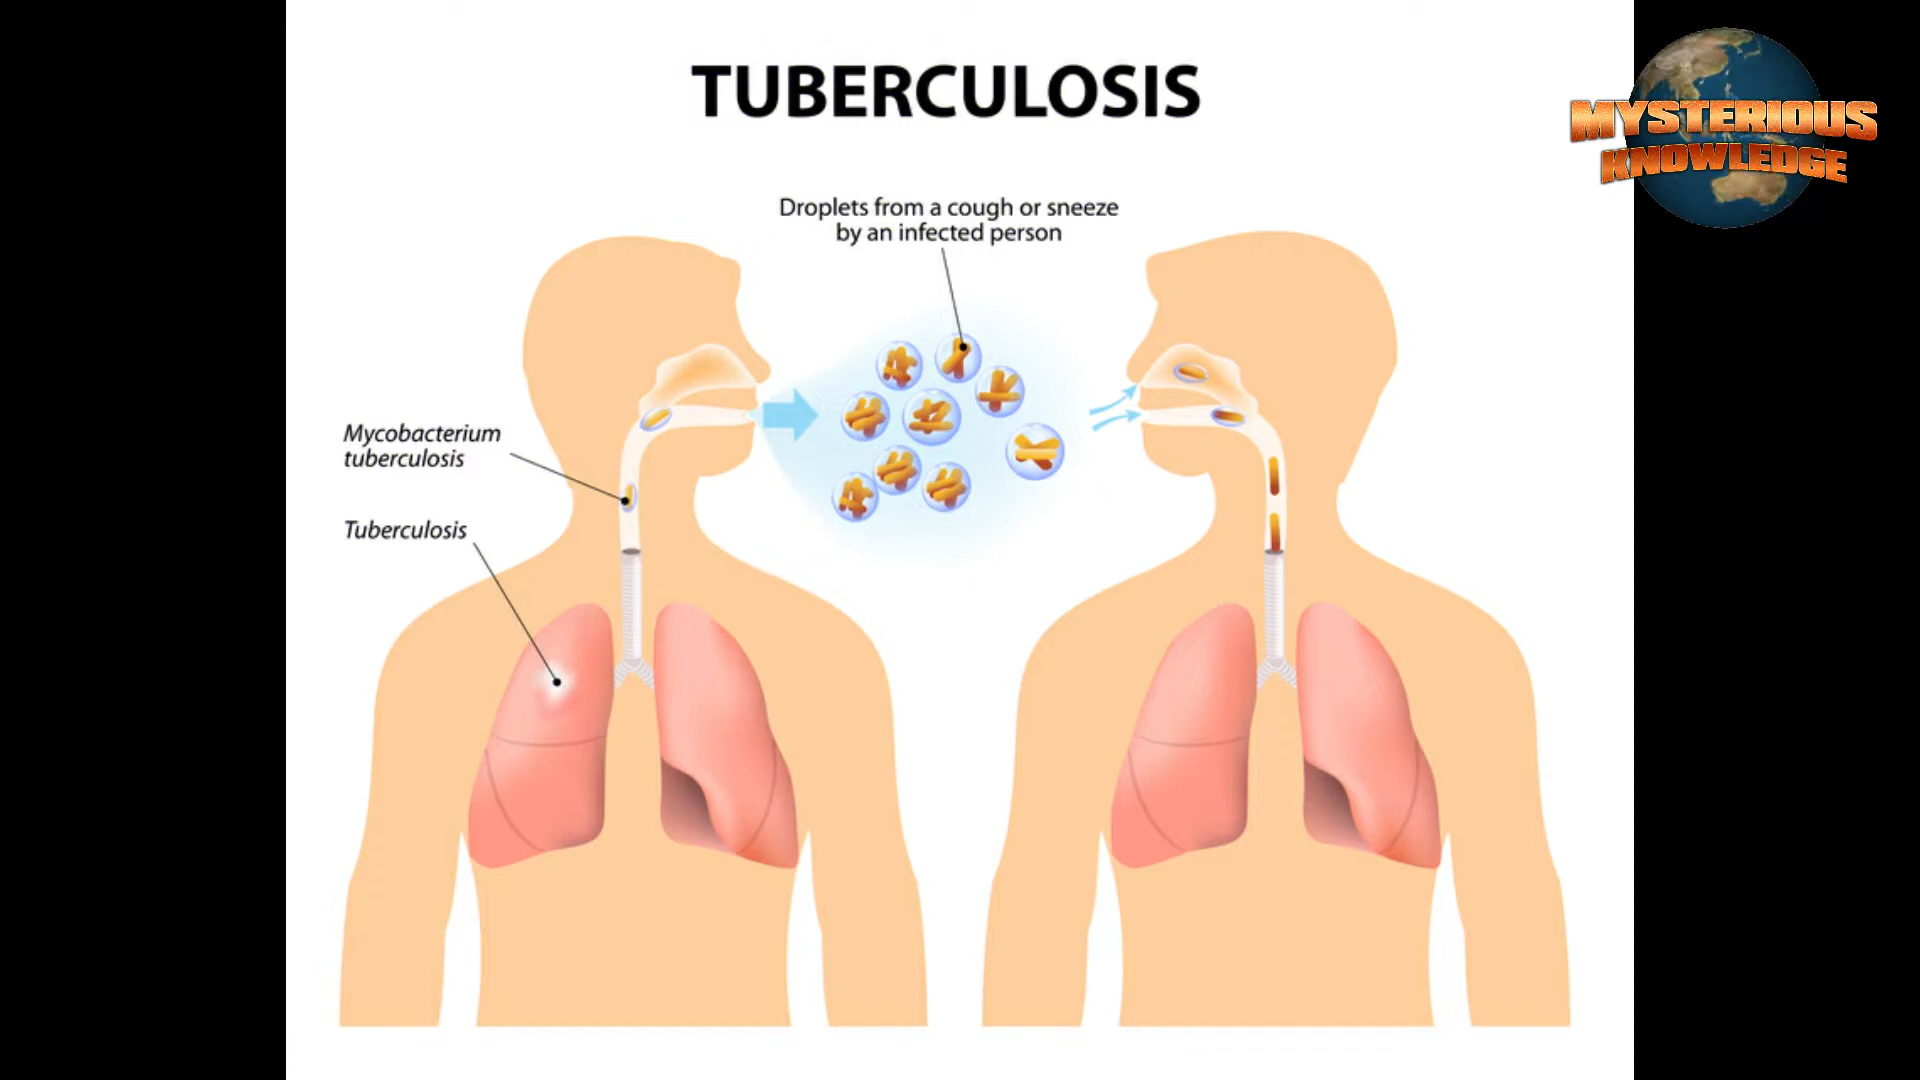 TUBERCULOSIS
MYSTERIOUS
KNOWLEDGE
Droplets from a cough or sneeze
by an infected person
Mycobacterium
tuberculosis
Tuberculosis